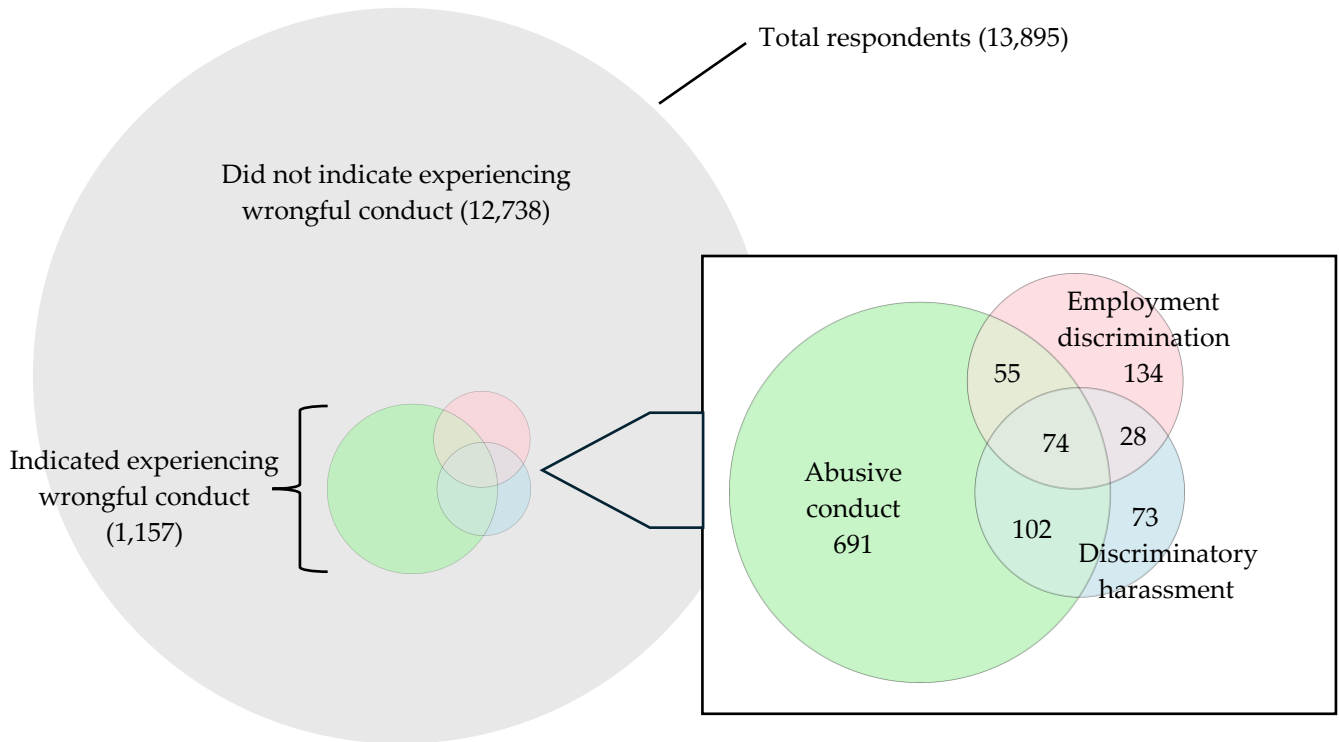 Total respondents (13,895)
Did not indicate experiencing
wrongful conduct (12,738)
Indicated experiencing
wrongful conduct
(1,157)
Employment
discrimination
55
134
74
28
Abusive
conduct
691
102
73
Discriminatory
harassment